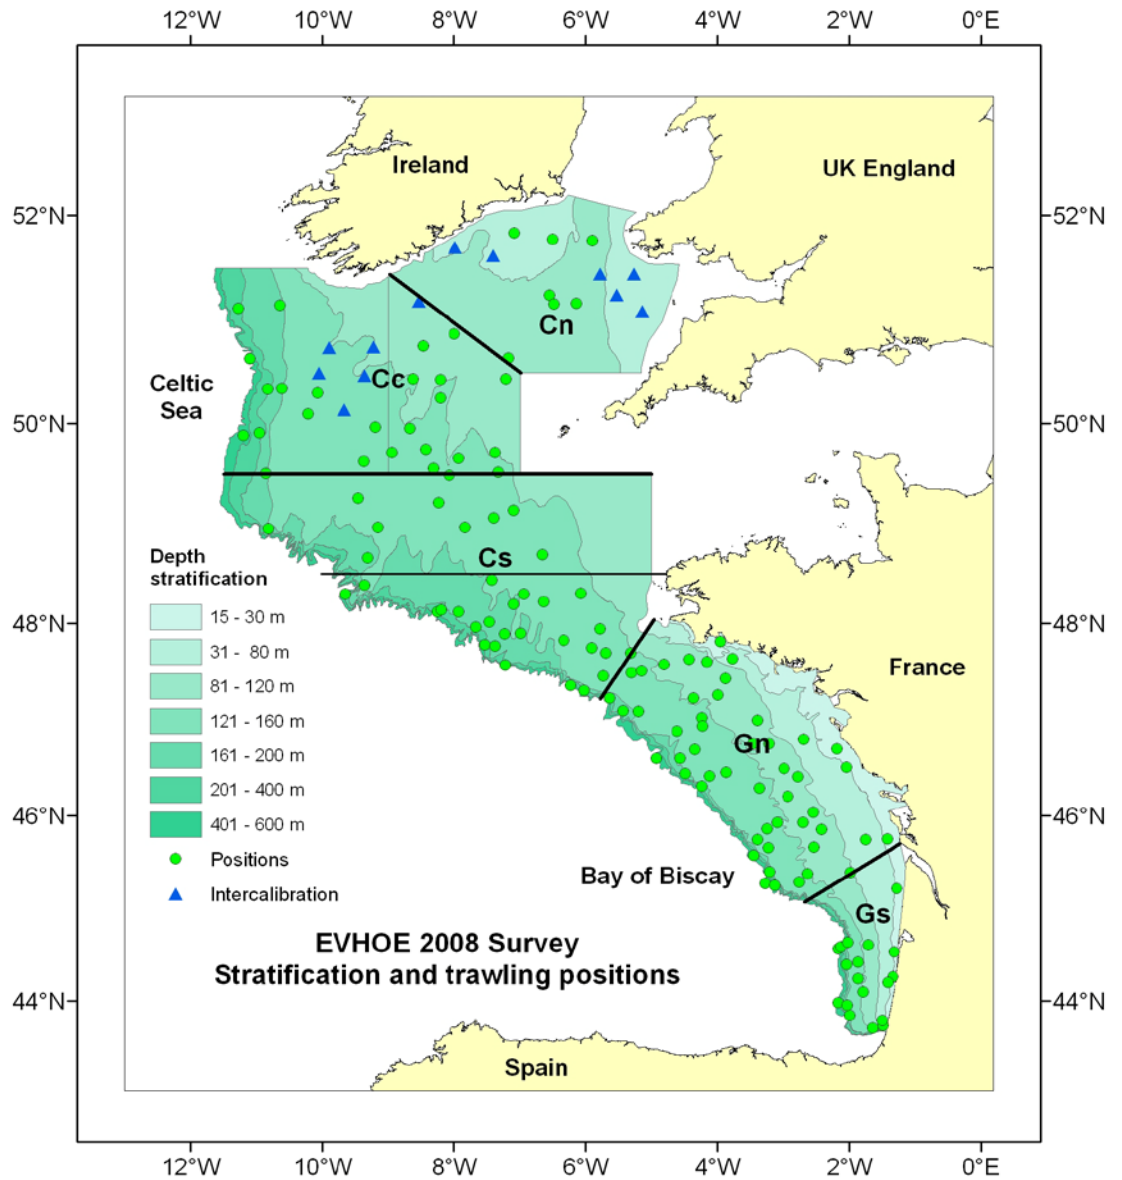 12°W 10°W 8°W 6°W 4°W 2°W 0°E
Ireland
UK England
52°N 52°N
Cn
Celtic
Sea
Cc
50°N 50°N
Cs
Depth
stratification
15 - 30 m
31 - 80 m
81 - 120 m
121 - 160 m
161 - 200 m
201 - 400 m
401 - 600 m
Positions
Intercalibration
48°N 48°N
France
Gn
46°N 46°N
Bay of Biscay
Gs
EVHOE 2008 Survey
Stratification and trawling positions
44°N 44°N
Spain
12°W 10°W 8°W 6°W 4°W 2°W 0°E